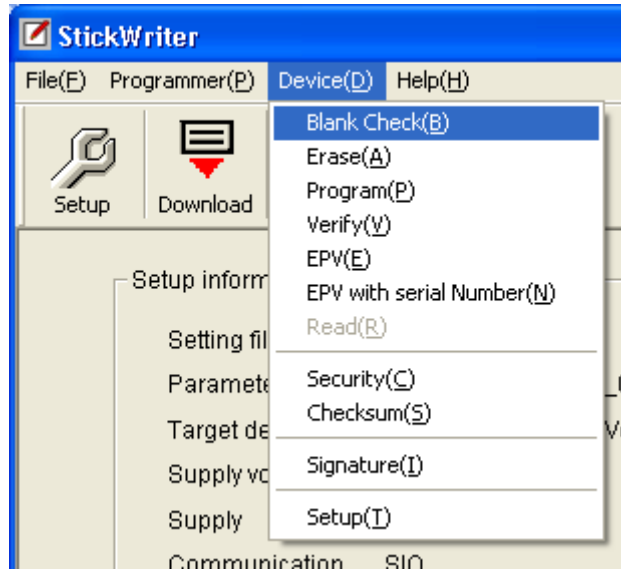 StickWriter
File(F) Programmer(P) Device(D) Help(H)
Setup Download
Blank Check(B)
Erase(A)
Program(P)
Verify(V)
EPV(E)
EPV with serial Number(N)
Read(R)
Security(C)
Checksum(S)
Signature(I)
Setup(T)
Setup inform
Setting fil
Paramete
Target de
Supply vo
Supply
Communication SIO